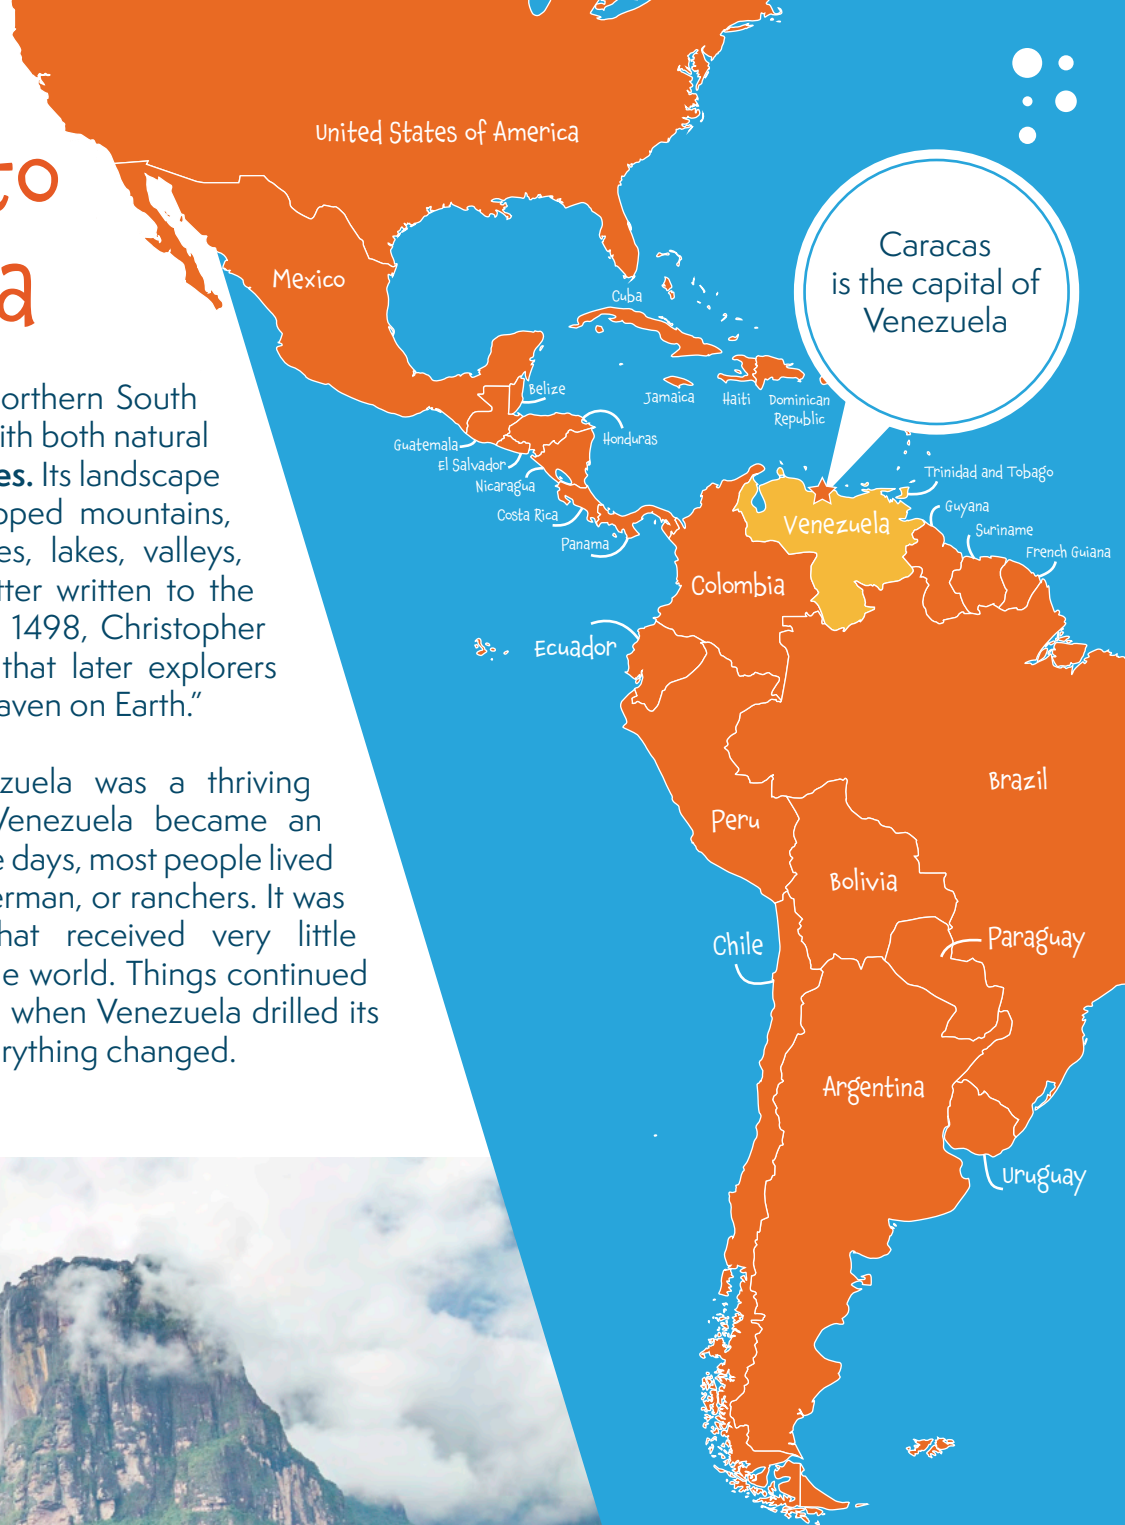 to
a
orthern South
ith both natural
es. Its landscape
pped mountains,
es, lakes, valleys,
tter written to the
1498, Christopher
that later explorers
aven on Earth.”
zuela was a thriving
Venezuela became an
e days, most people lived
erman, or ranchers. It was
hat received very little
e world. Things continued
when Venezuela drilled its
rything changed.
United States of America
Mexico
Cuba
Belize
Jamaica
Haiti
Dominican
Republic
Guatemala
Honduras
El Salvador
Nicaragua
Costa Rica
Panama
Caracas
is the capital of
Venezuela
Trinidad and Tobago
Guyana
Suriname
French Guiana
Venezuela
Colombia
Ecuador
Brazil
Peru
Bolivia
Chile
Paraguay
Argentina
Uruguay